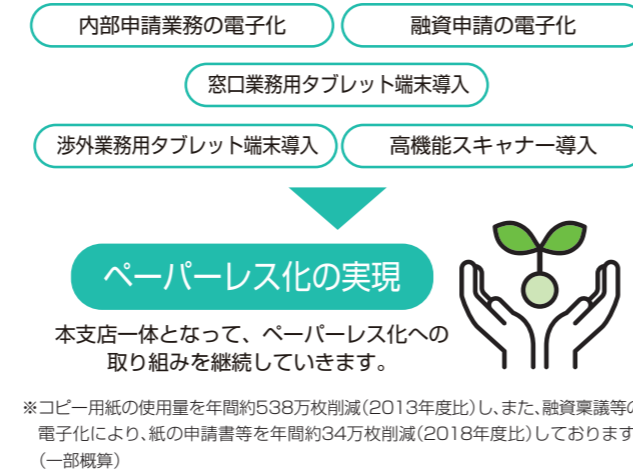 内部申請業務の電子化
融資申請の電子化
窓口業務用タブレット端末導入
渉外業務用タブレット端末導入
高機能スキャナー導入
ペーパーレス化の実現
本支店一体となって、ペーパーレス化への
取り組みを継続していきます。
※コピー用紙の使用量を年間約538万枚削減(2013年度比)し、また、融資稟議等の
電子化により、紙の申請書等を年間約34万枚削減(2018年度比)しております
(一部概算)